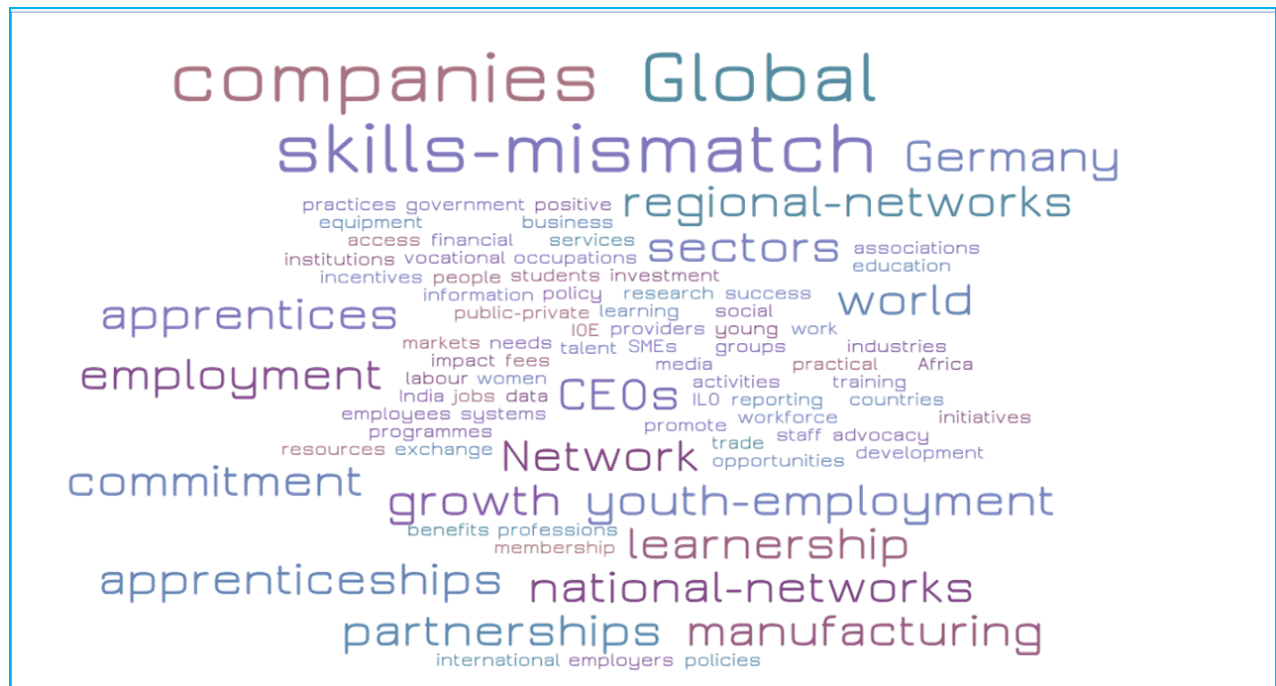 companies Global
skills-mismatch Germany
practices government positive regional-networks
equipment business
access financial services sectors associations
institutions vocational occupations education
incentives people students investment
information policy research success world
apprentices public-private learning social
IOE providers young work
markets needs talent SMEs groups industries
impact fees media practical Africa
employment labour women CEOs activities training
India jobs data ILO reporting countries
employees systems promote workforce initiatives
programmes trade staff advocacy
resources exchange Network opportunities development
commitment growth youth-employment
benefits professions
membership learnership
apprenticeships national-networks
partnerships manufacturing
international employers policies